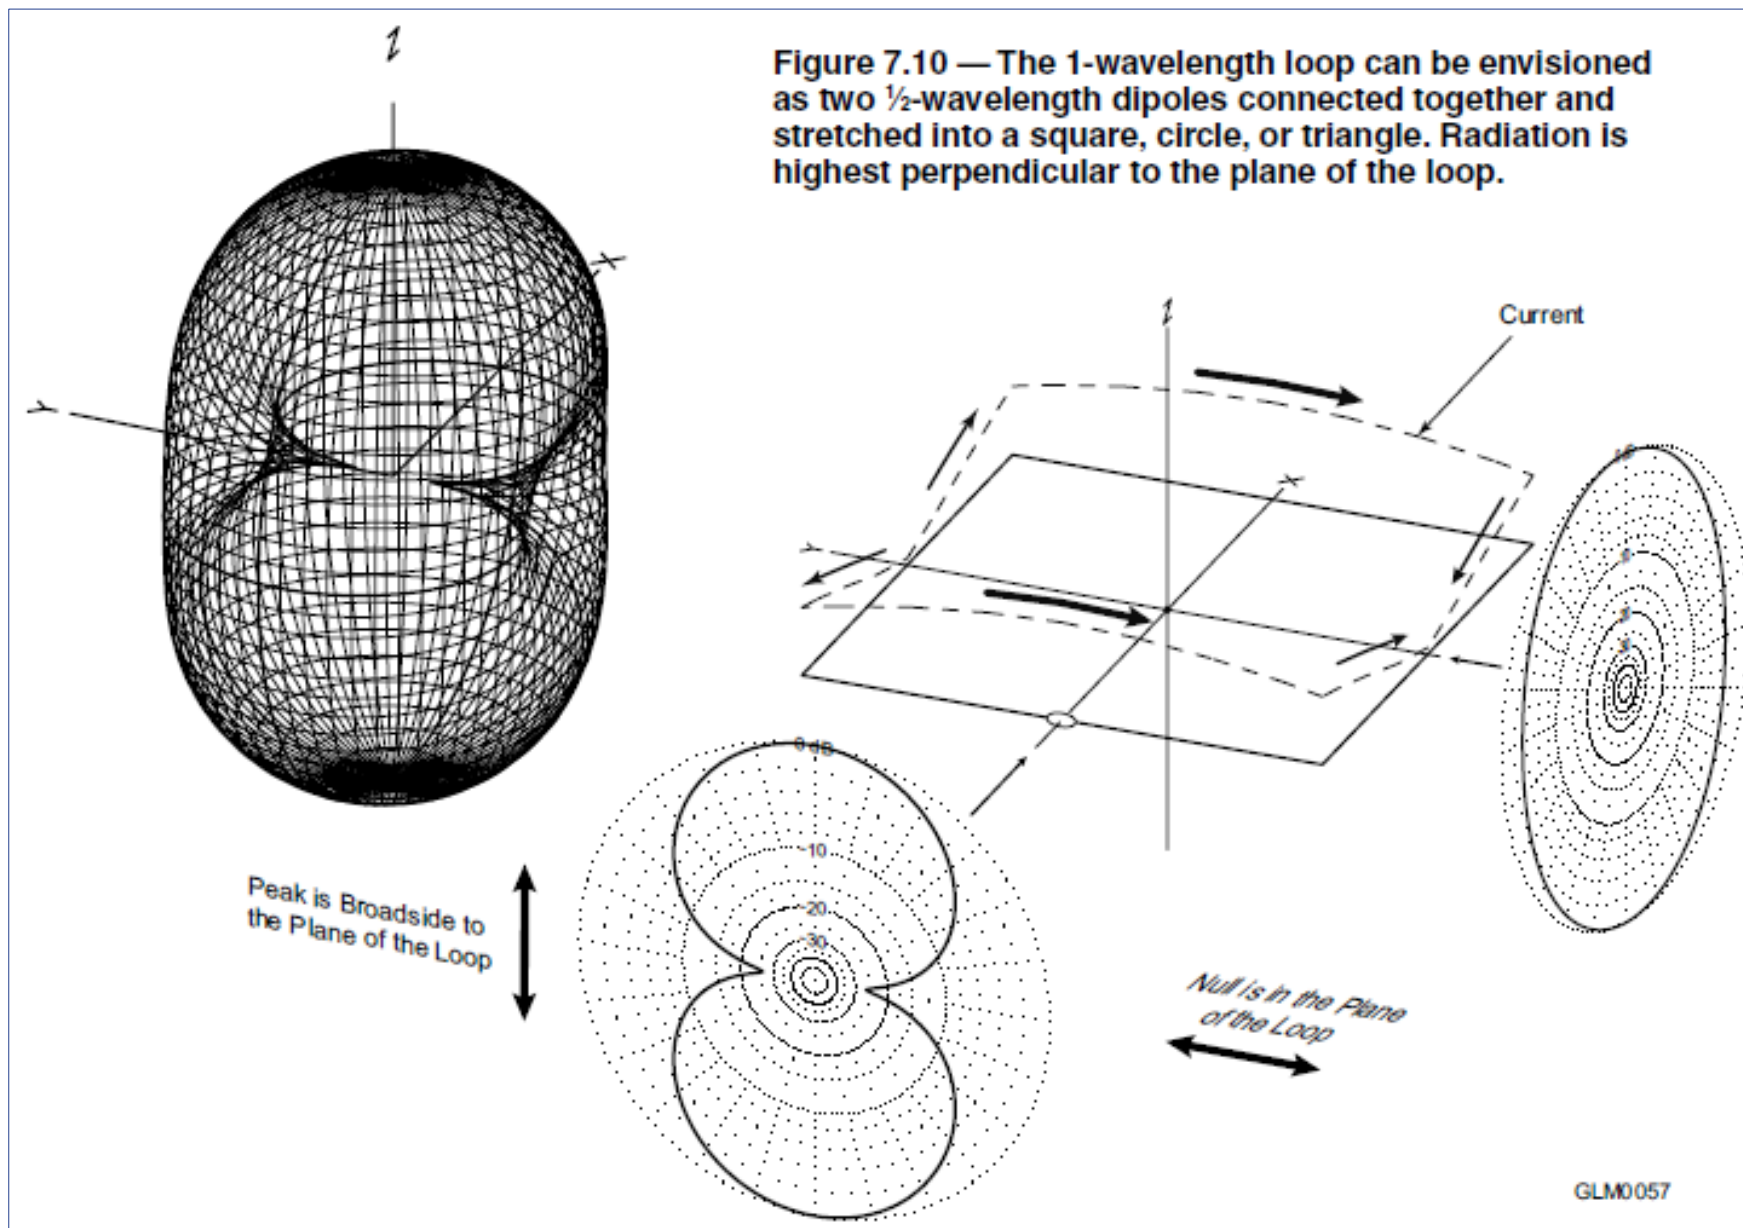 Z
Figure 7.10 — The 1-wavelength loop can be envisioned
as two ½-wavelength dipoles connected together and
stretched into a square, circle, or triangle. Radiation is
highest perpendicular to the plane of the loop.
X
Y
Z
Current
X
Y
0 dB
-10
-20
-30
Peak is Broadside to
the Plane of the Loop
Null is in the Plane
of the Loop
GLM0057